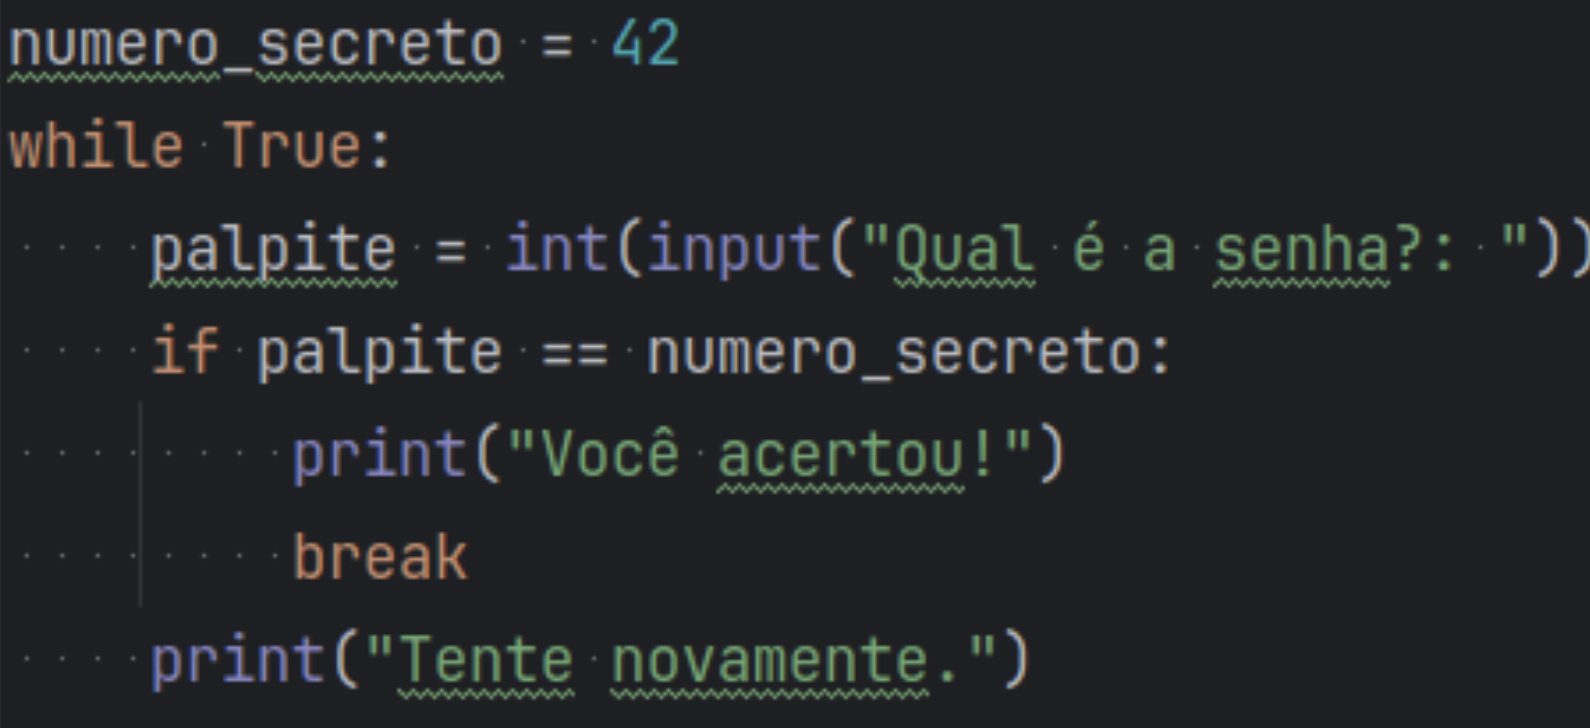 numero_secreto = 42
while True:
    palpite = int(input("Qual é a senha?: "))
    if palpite == numero_secreto:
        print("Você acertou!")
        break
    print("Tente novamente.")